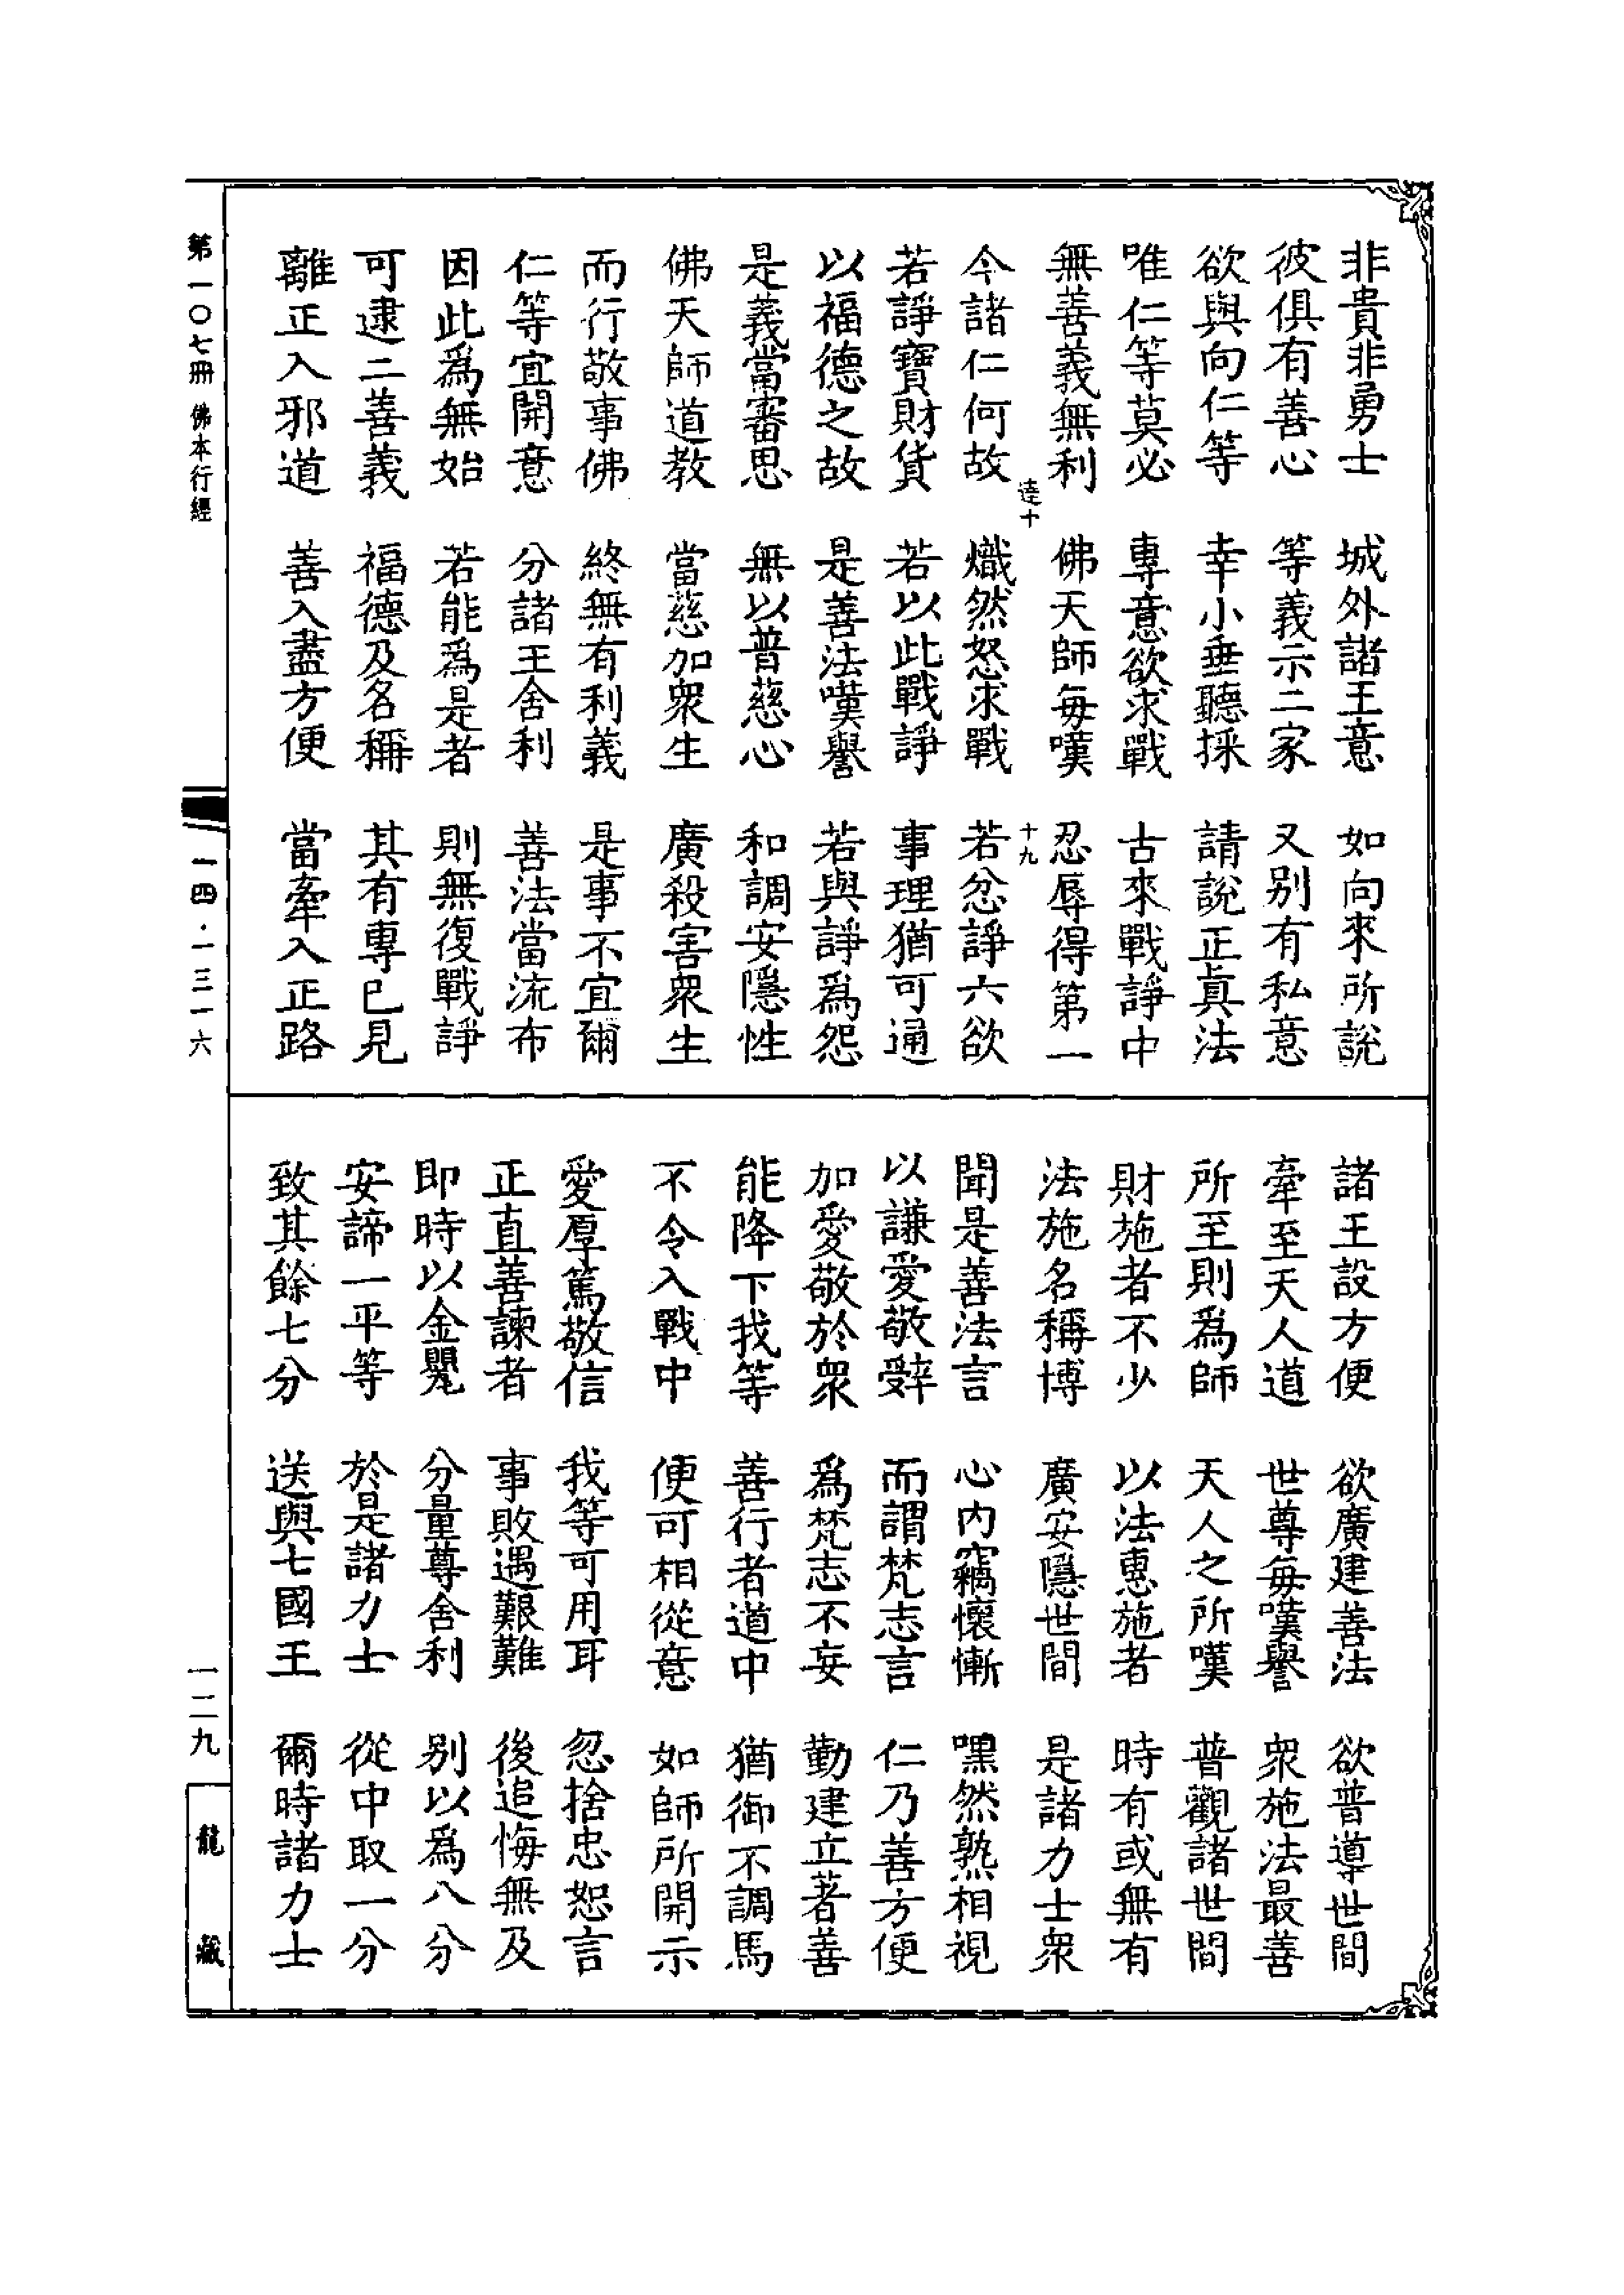 非貴非勇士　城外諸王意　如向來所說
彼俱有善心　等義示二家　又別有私意
欲與向仁等　幸小垂聽採　請說正眞法
唯仁等莫必　專意欲求戰　古來戰諍中
無善義無利　佛天師每嘆　忍辱得第一
達十　十九
今諸仁何故　熾然怒求戰　若忿諍六欲
若諍寶財貨　若以此戰諍　事理猶可通
以福德之故　是善法嘆譽　若與諍爲怨
是義當審思　無以普慈心　和調安隱性
佛天師道教　當慈加衆生　廣殺害衆生
而行敬事佛　終無有利義　是事不宜爾
仁等宜開意　分諸王舍利　善法當流布
因此爲無始　若能爲是者　則無復戰諍
可逮二善義　福德及名稱　其有專己見
離正入邪道　善入盡方便　當牽入正路
諸王設方便　欲廣建善法　欲普導世間
牽至天人道　世尊每嘆譽　衆施法最善
所至則爲師　天人之所嘆　普觀諸世間
財施者不少　以法惠施者　時有或無有
法施名稱博　廣安隱世間　是諸力士衆
聞是善法言　心內竊懷慚　嘿然熟相視
以謙愛敬辭　而謂梵志言　仁乃善方便
加愛敬於衆　爲梵志不妄　勤建立著善
能降下我等　善行者道中　猶御不調馬
不令入戰中　便可相從意　如師所開示
愛厚篤敬信　我等可用耳　忽捨忠恕言
正直善諫者　事敗遇艱難　後追悔無及
即時以金甖　分量尊舍利　別以爲八分
安諦一平等　於是諸力士　從中取一分
致其餘七分　送與七國王　爾時諸力士
第一〇七冊　佛本行經
一四·一三一六
一二九
龍藏